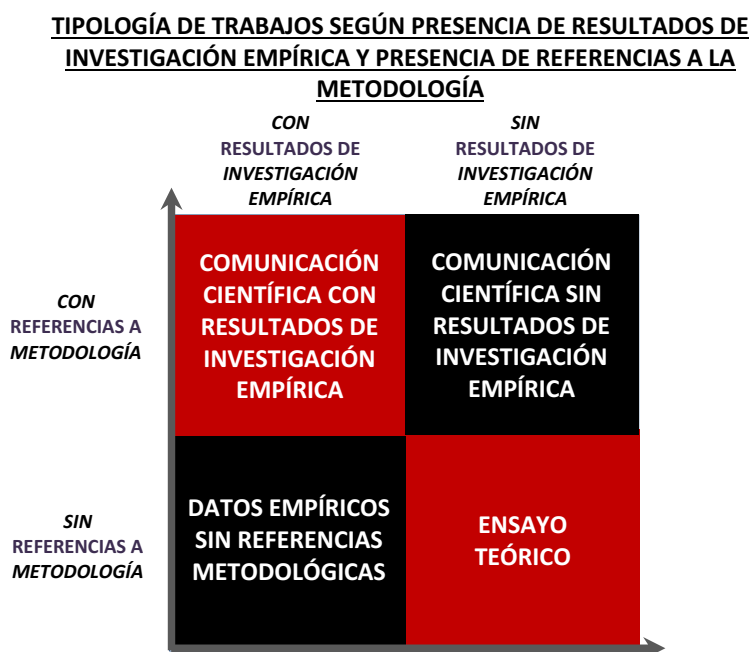 TIPOLOGÍA DE TRABAJOS SEGÚN PRESENCIA DE RESULTADOS DE
INVESTIGACIÓN EMPÍRICA Y PRESENCIA DE REFERENCIAS A LA
METODOLOGÍA
CON
RESULTADOS DE
INVESTIGACIÓN
EMPÍRICA
SIN
RESULTADOS DE
INVESTIGACIÓN
EMPÍRICA
CON
REFERENCIAS A
METODOLOGÍA
COMUNICACIÓN
CIENTÍFICA CON
RESULTADOS DE
INVESTIGACIÓN
EMPÍRICA
COMUNICACIÓN
CIENTÍFICA SIN
RESULTADOS DE
INVESTIGACIÓN
EMPÍRICA
SIN
REFERENCIAS A
METODOLOGÍA
DATOS EMPÍRICOS
SIN REFERENCIAS
METODOLÓGICAS
ENSAYO
TEÓRICO